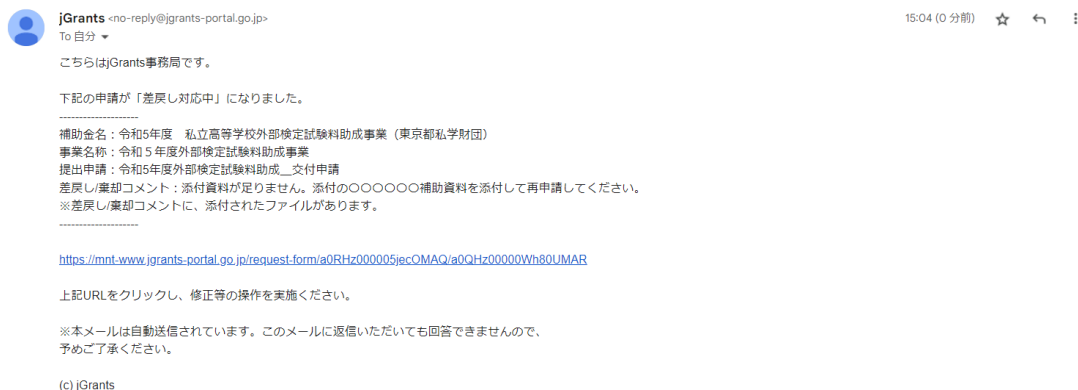 jGrants <no-reply@jgrants-portal.go.jp>
15:04 (0 分前)
To 自分
こちらはjGrants事務局です。
下記の申請が「差戻し対応中」になりました。
--------------------
補助金名：令和5年度　私立高等学校外部検定試験料助成事業（東京都私学財団）
事業名称：令和５年度外部検定試験料助成事業
提出申請：令和5年度外部検定試験料助成__交付申請
差戻し/棄却コメント：添付資料が足りません。添付の〇〇〇〇〇〇補助資料を添付して再申請してください。
※差戻し/棄却コメントに、添付されたファイルがあります。
--------------------
https://mnt-www.jgrants-portal.go.jp/request-form/a0RHz000005jecOMAQ/a0QHz00000Wh80UMAR
上記URLをクリックし、修正等の操作を実施ください。
※本メールは自動送信されています。このメールに返信いただいても回答できませんので、
予めご了承ください。
(c) jGrants